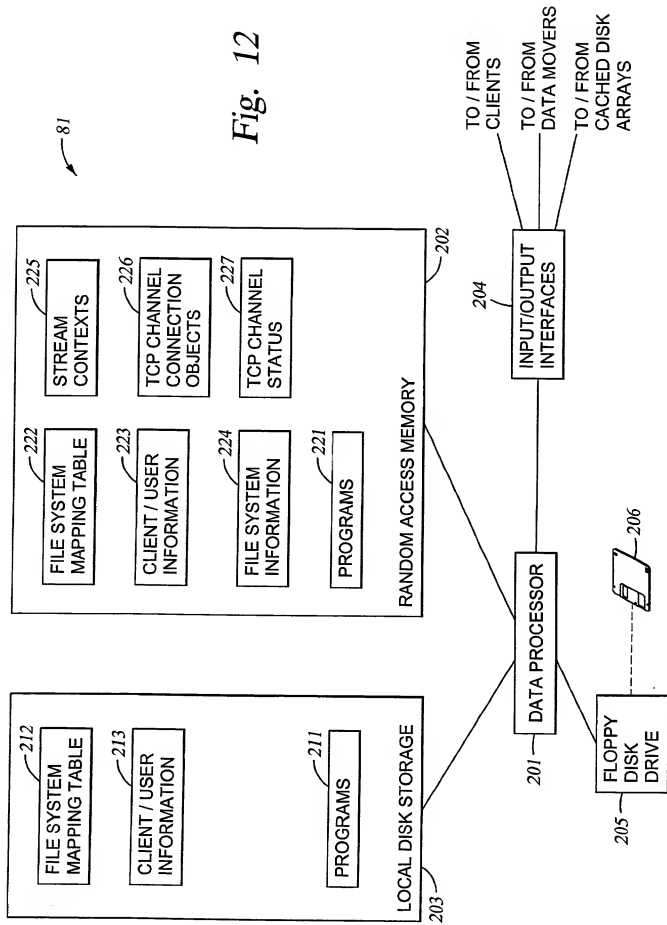 Fig. 12
81
212
FILE SYSTEM
MAPPING TABLE
213
CLIENT / USER
INFORMATION
211
PROGRAMS
LOCAL DISK STORAGE
203
222
FILE SYSTEM
MAPPING TABLE
223
CLIENT / USER
INFORMATION
224
FILE SYSTEM
INFORMATION
221
PROGRAMS
225
STREAM
CONTEXTS
226
TCP CHANNEL
CONNECTION
OBJECTS
227
TCP CHANNEL
STATUS
RANDOM ACCESS MEMORY
202
DATA PROCESSOR
201
FLOPPY
DISK
DRIVE
205
206
204
INPUT/OUTPUT
INTERFACES
TO / FROM
CLIENTS
TO / FROM
DATA MOVERS
TO / FROM
CACHED DISK
ARRAYS